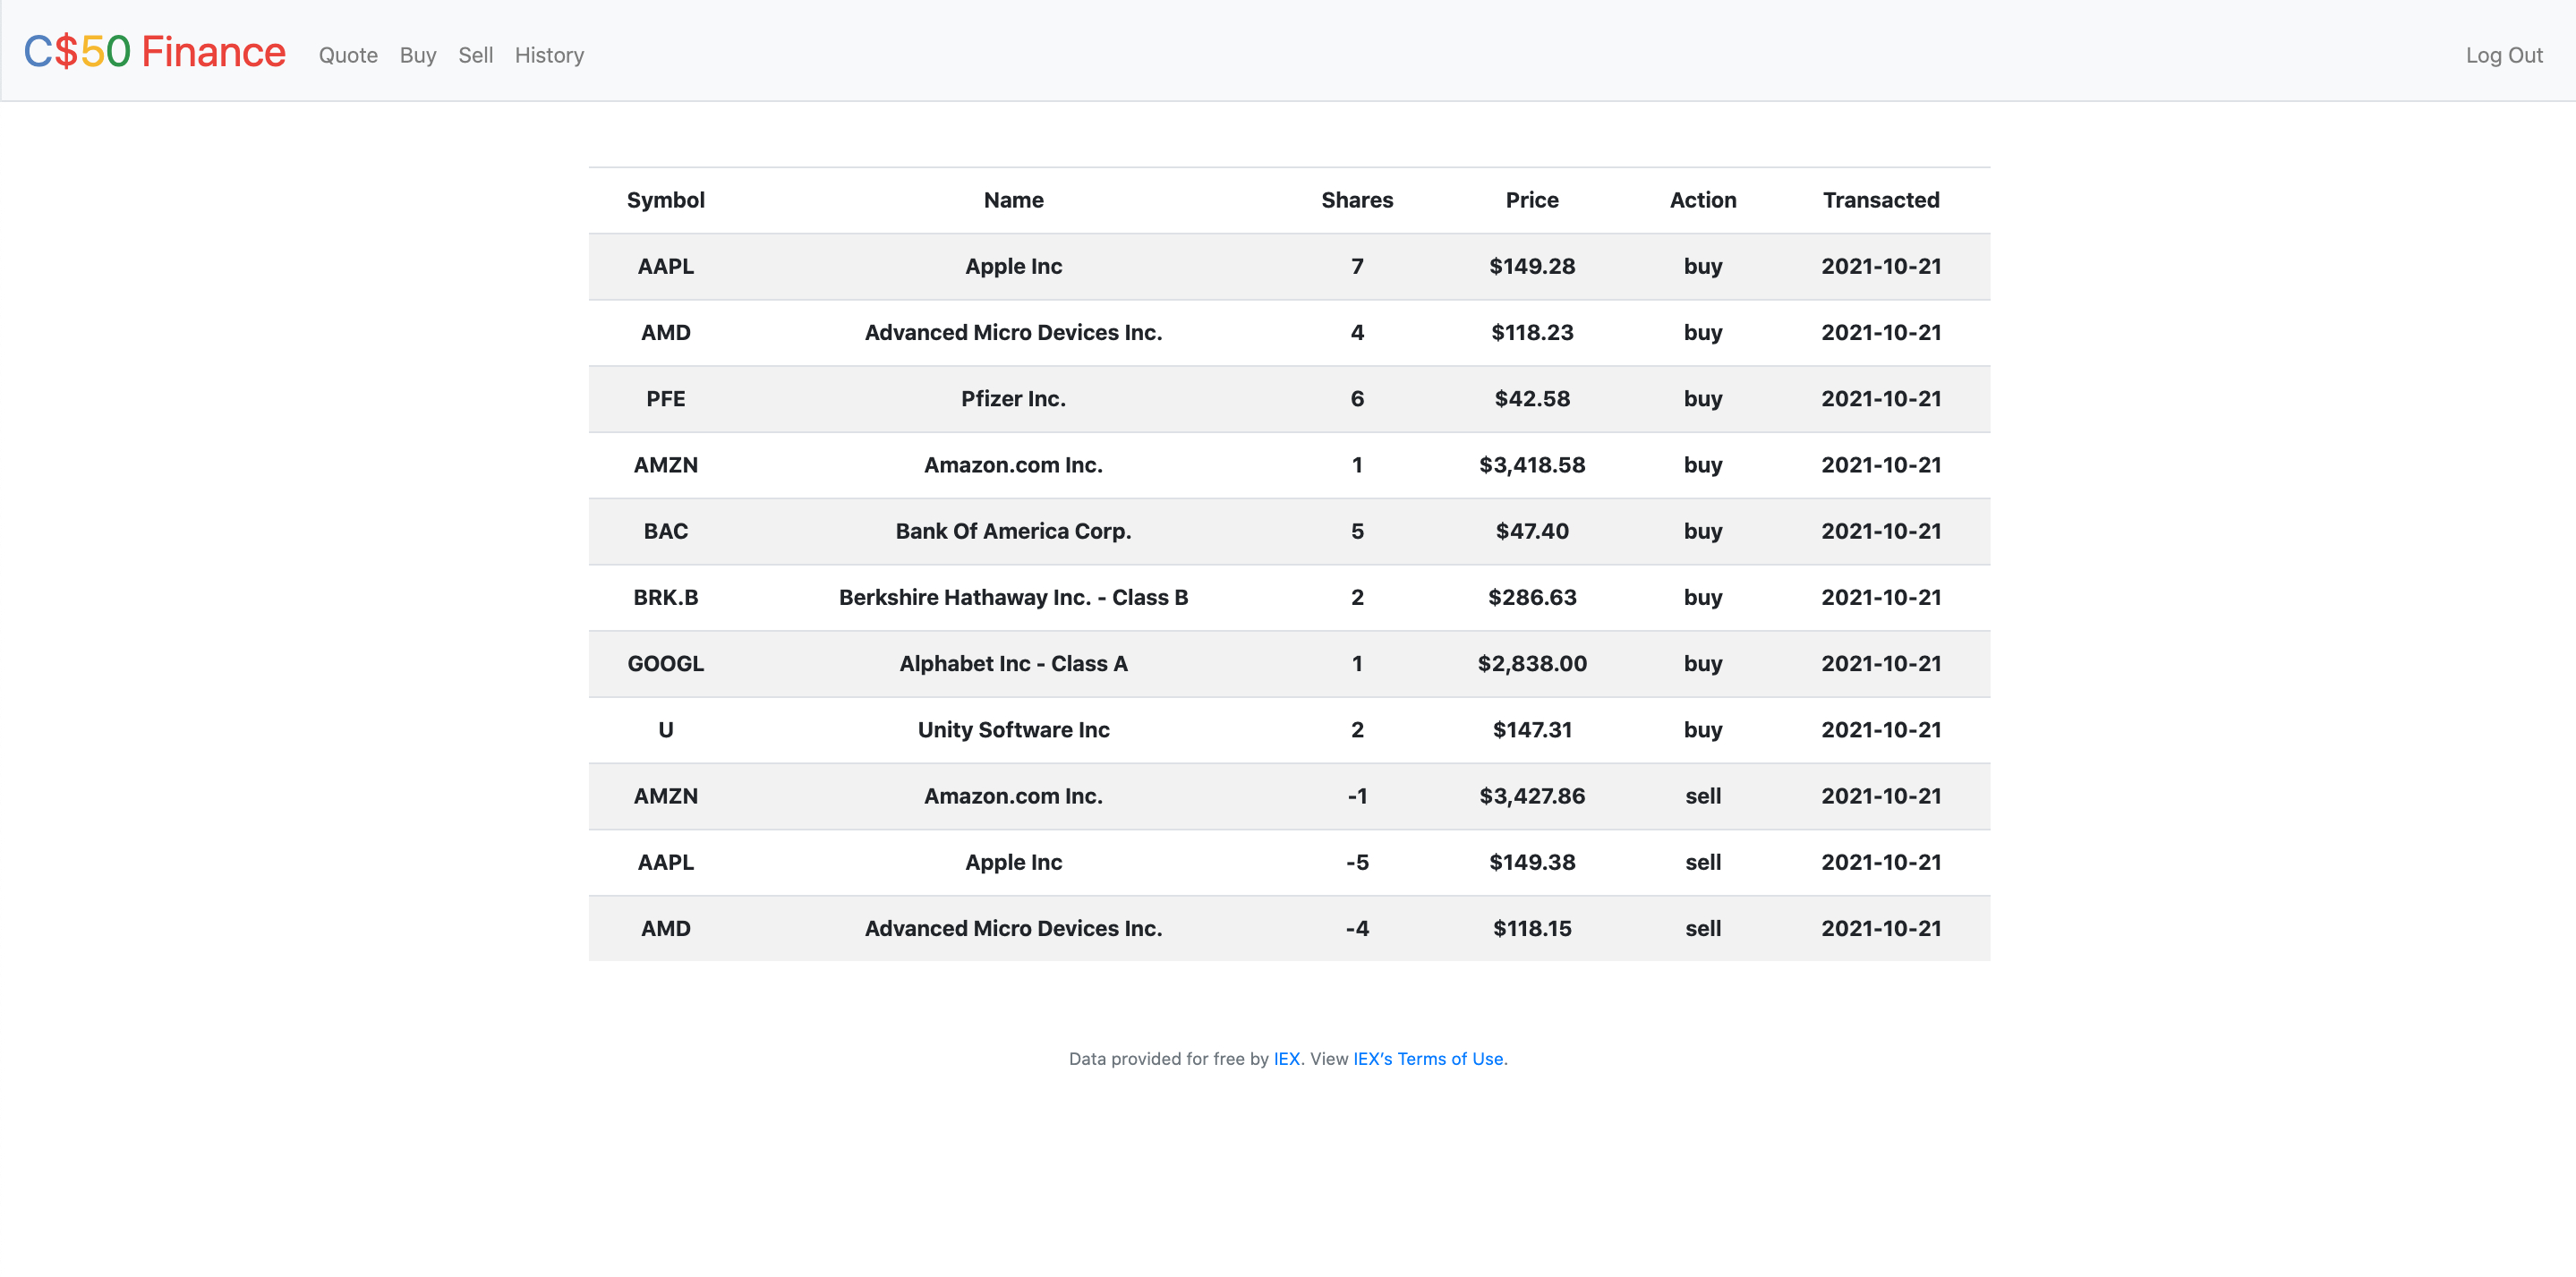 C$50 Finance Quote Buy Sell History Log Out
Symbol Name Shares Price Action Transacted
AAPL Apple Inc 7 $149.28 buy 2021-10-21
AMD Advanced Micro Devices Inc. 4 $118.23 buy 2021-10-21
PFE Pfizer Inc. 6 $42.58 buy 2021-10-21
AMZN Amazon.com Inc. 1 $3,418.58 buy 2021-10-21
BAC Bank Of America Corp. 5 $47.40 buy 2021-10-21
BRK.B Berkshire Hathaway Inc. - Class B 2 $286.63 buy 2021-10-21
GOOGL Alphabet Inc - Class A 1 $2,838.00 buy 2021-10-21
U Unity Software Inc 2 $147.31 buy 2021-10-21
AMZN Amazon.com Inc. -1 $3,427.86 sell 2021-10-21
AAPL Apple Inc -5 $149.38 sell 2021-10-21
AMD Advanced Micro Devices Inc. -4 $118.15 sell 2021-10-21
Data provided for free by IEX. View IEX’s Terms of Use.